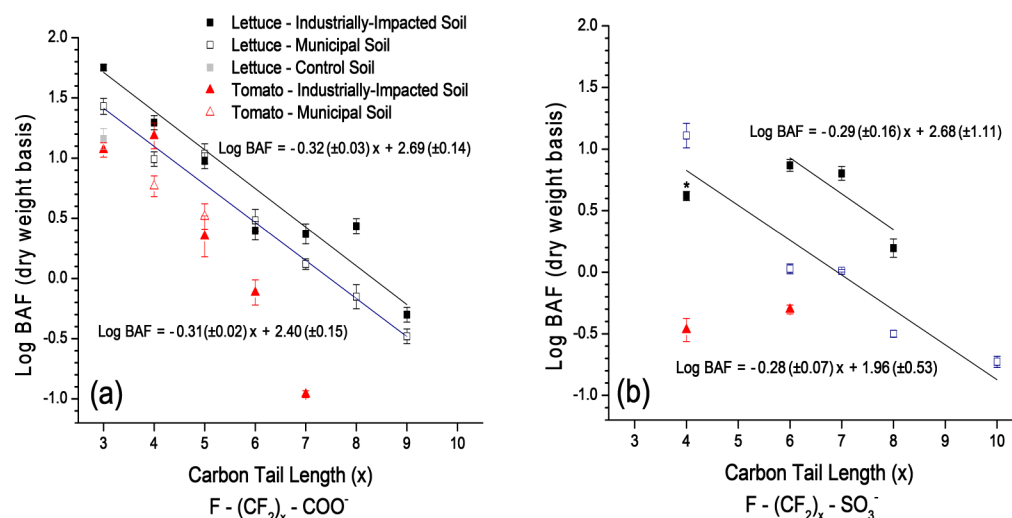 Lettuce - Industrially-Impacted Soil
Lettuce - Municipal Soil
Lettuce - Control Soil
Tomato - Industrially-Impacted Soil
Tomato - Municipal Soil
Log BAF (dry weight basis)
2.0
1.5
1.0
0.5
0.0
-0.5
-1.0
Log BAF = -0.32 (±0.03) x + 2.69 (±0.14)
Log BAF = -0.31 (±0.02) x + 2.40 (±0.15)
(a)
3 4 5 6 7 8 9 10
Carbon Tail Length (x)
F - (CF₂)ₓ - COO⁻
Log BAF (dry weight basis)
1.5
1.0
0.5
0.0
-0.5
-1.0
Log BAF = -0.29 (±0.16) x + 2.68 (±1.11)
*
Log BAF = -0.28 (±0.07) x + 1.96 (±0.53)
(b)
3 4 5 6 7 8 9 10
Carbon Tail Length (x)
F - (CF₂)ₓ - SO₃⁻